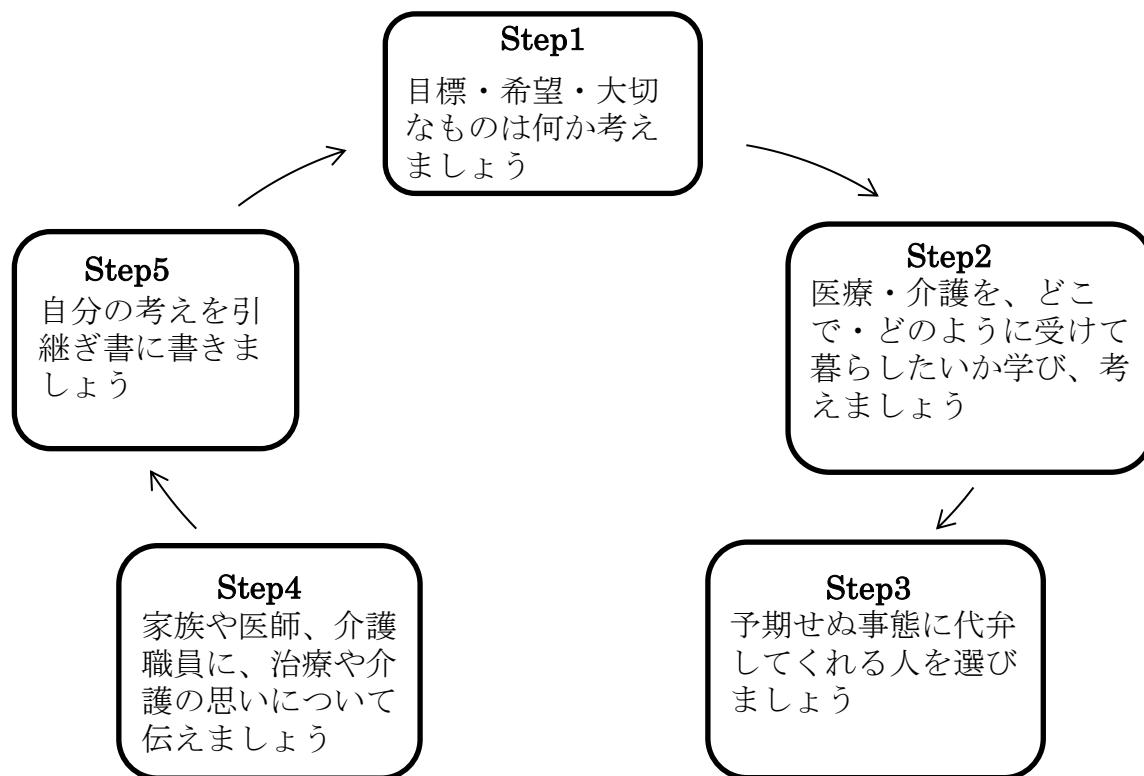 Step1
目標・希望・大切
なものは何か考え
ましょう
Step2
医療・介護を、どこ
で・どのように受けて
暮らしたいか学び、考
えましょう
Step3
予期せぬ事態に代弁
してくれる人を選び
ましょう
Step4
家族や医師、介護
職員に、治療や介
護の思いについて
伝えましょう
Step5
自分の考えを引
継ぎ書に書きま
しょう